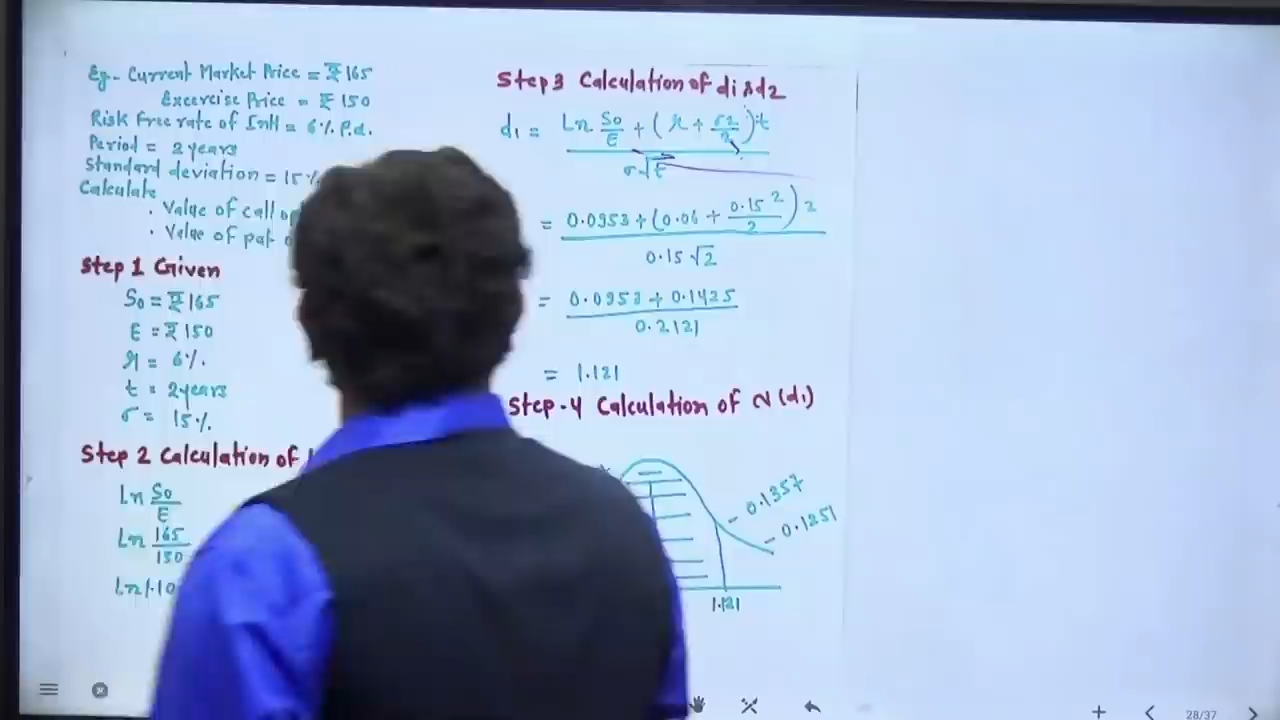 Eg- Current Market Price = ₹165
Excercise Price = ₹150
Risk Free rate of Intt = 6% P.a.
Period = 2 years
Standard deviation = 15%
Calculate
· Value of call
· Value of put
Step 1 Given
S0 = ₹165
E = ₹150
r = 6%.
t = 2years
σ = 15%.
Step 2 Calculation of
Ln S0/E
Ln 165/150
Ln 1.10
Step 3 Calculation of d1 & d2
d1 = Ln S0/E + (r + σ2/2)t / σ√t
= 0.0953 + (0.06 + 0.15²/2)2 / 0.15√2
= 0.0953 + 0.1425 / 0.2121
= 1.121
Step-4 Calculation of N(d1)
- 0.1357
- 0.1251
1.121
28/37